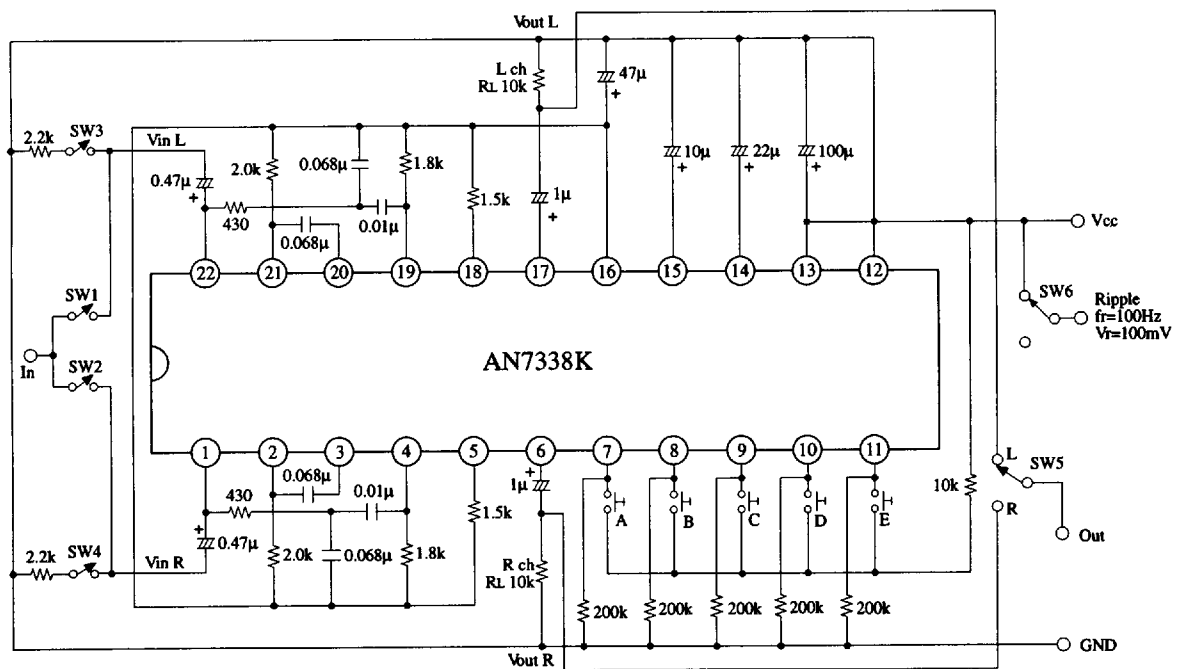 Vout L
L ch
RL 10k
47μ
+
2.2k
SW3
Vin L
0.47μ
+
2.0k
0.068μ
1.8k
430
0.068μ
0.01μ
1.5k
1μ
+
10μ
+
22μ
+
100μ
+
Vcc
22
21
20
19
18
17
16
15
14
13
12
SW1
In
SW2
AN7338K
SW6
Ripple
fr=100Hz
Vr=100mV
1
2
3
4
5
6
7
8
9
10
11
430
0.068μ
0.01μ
1.5k
+
1μ
+
0.47μ
2.0k
0.068μ
1.8k
2.2k
SW4
Vin R
R ch
RL 10k
A
B
C
D
E
10k
L
SW5
R
Out
200k
200k
200k
200k
200k
GND
Vout R